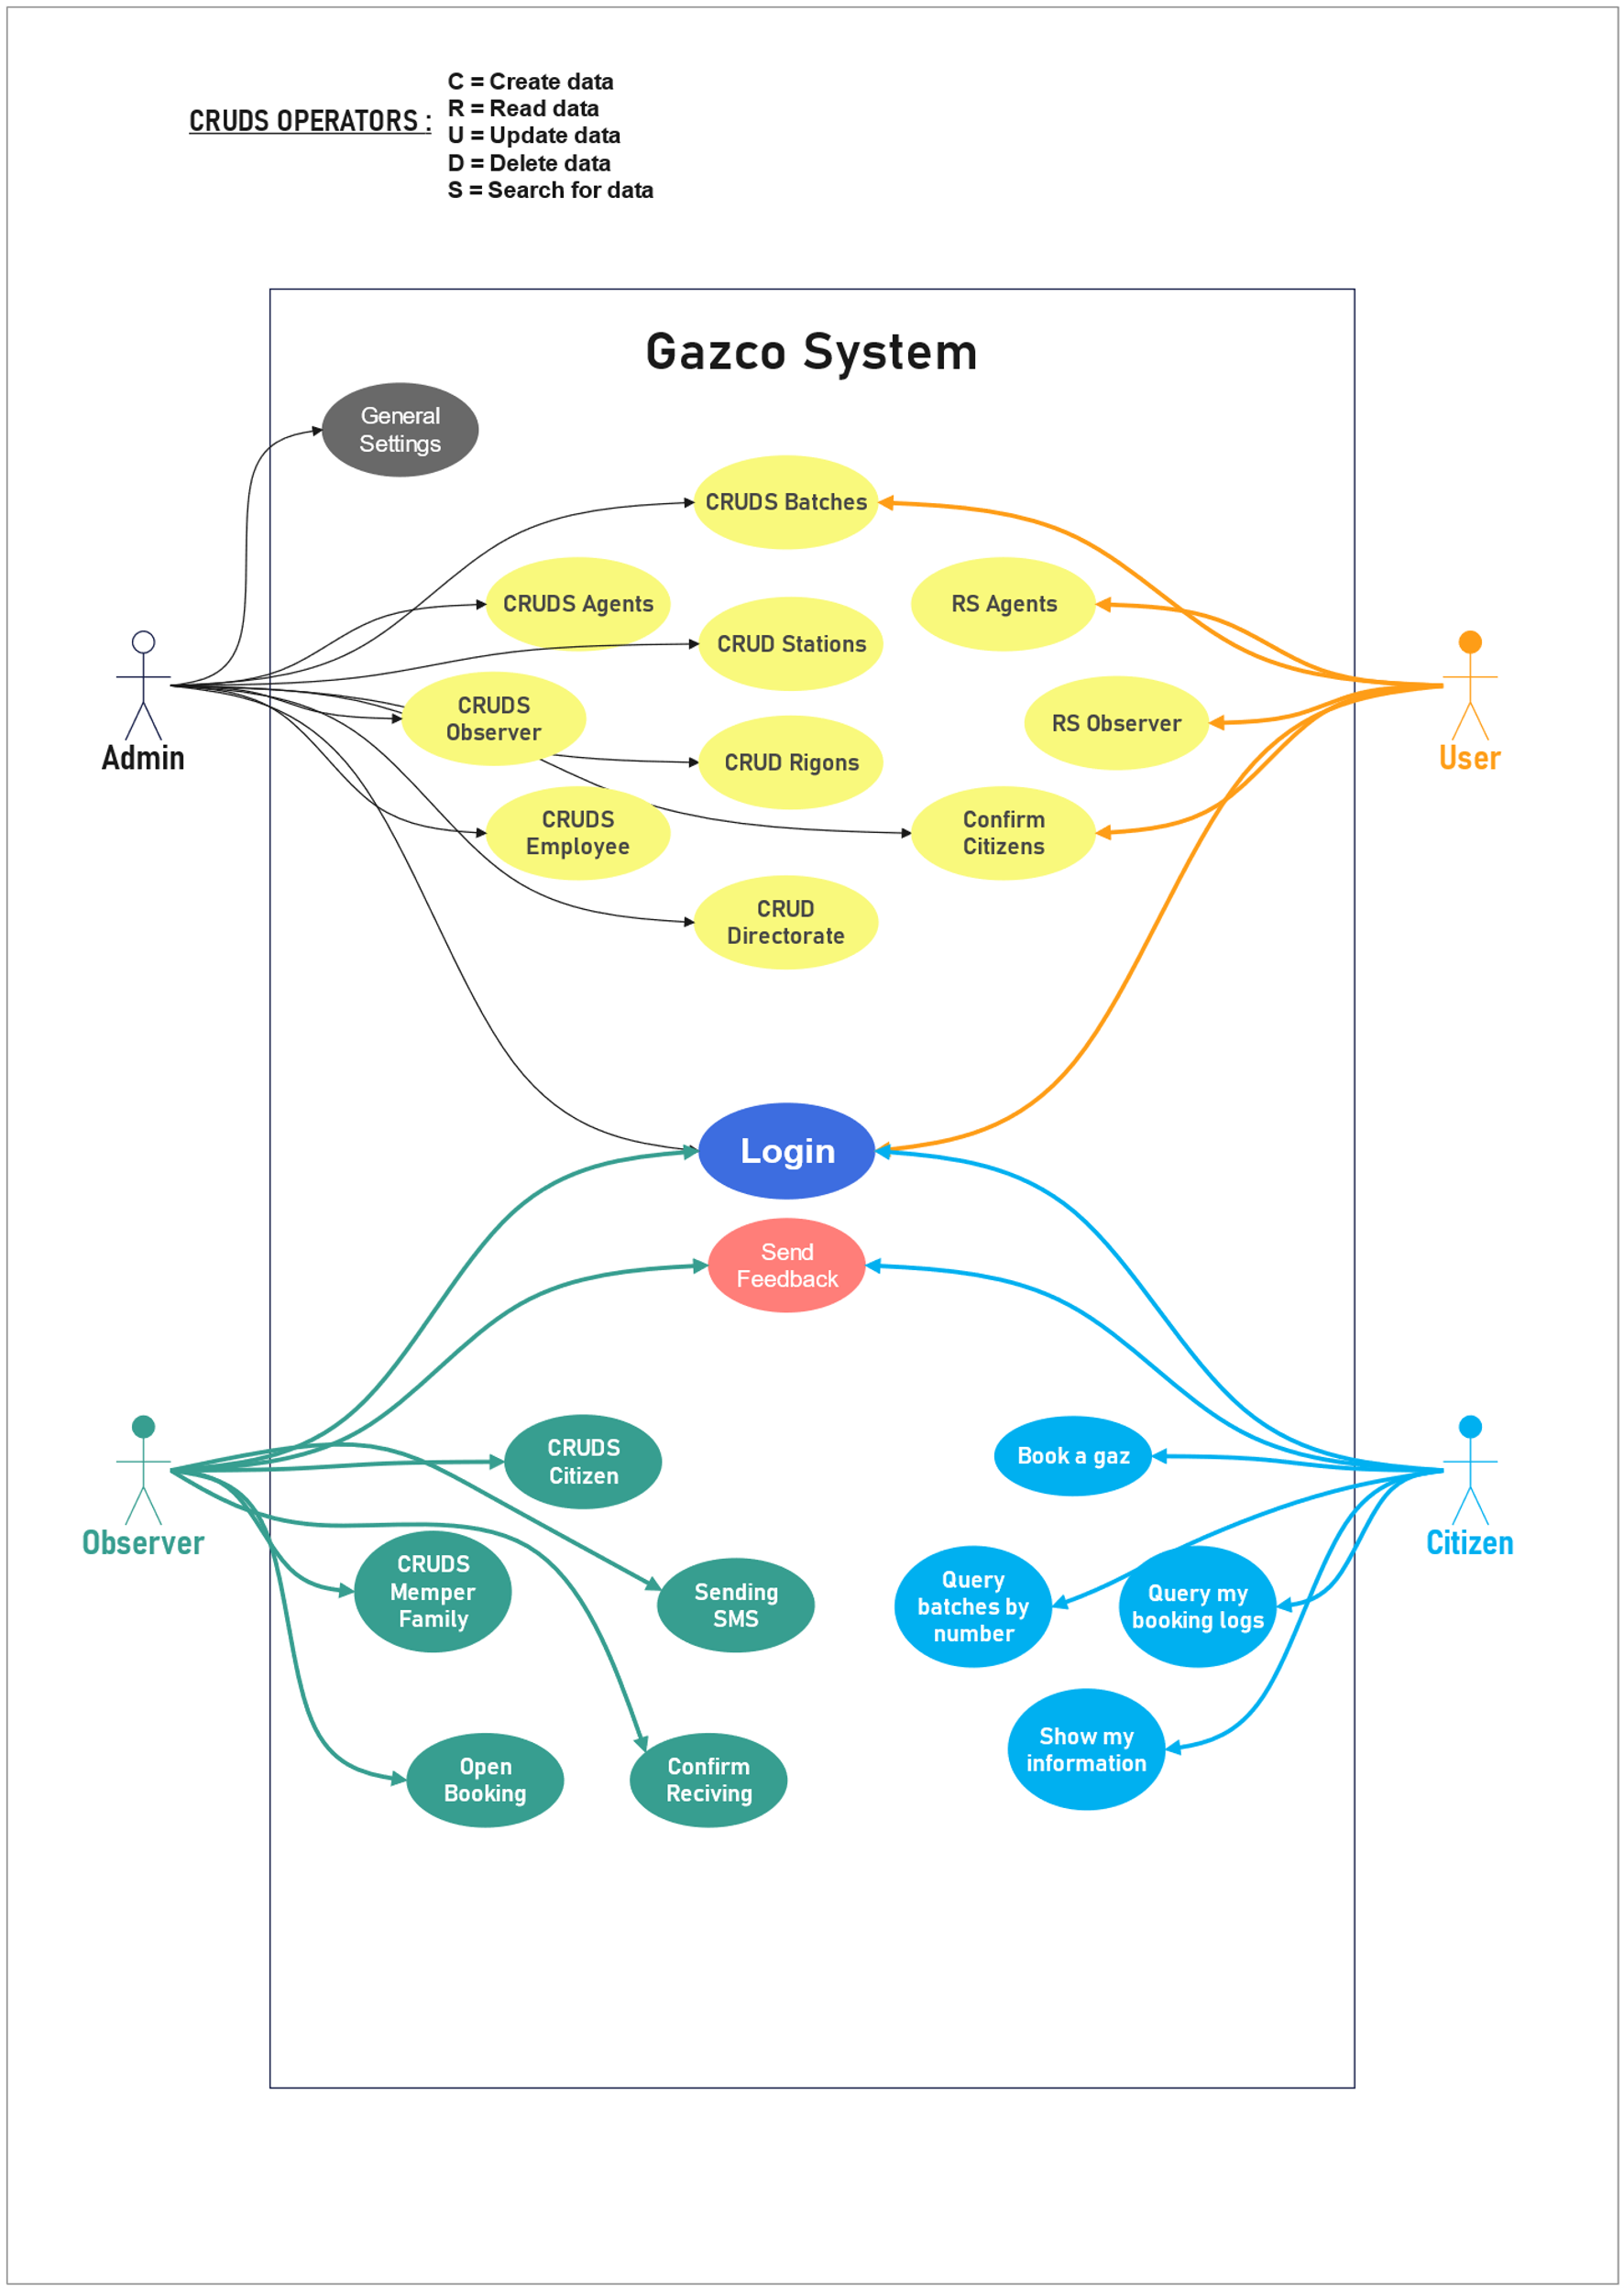 CRUDS OPERATORS :
C = Create data
R = Read data
U = Update data
D = Delete data
S = Search for data
Gazco System
General
Settings
CRUDS Batches
CRUDS Agents
RS Agents
CRUD Stations
CRUDS
Observer
RS Observer
Admin
User
CRUD Rigons
CRUDS
Employee
Confirm
Citizens
CRUD
Directorate
Login
Send
Feedback
CRUDS
Citizen
Book a gaz
Observer
Citizen
CRUDS
Memper
Family
Sending
SMS
Query
batches by
number
Query my
booking logs
Show my
information
Open
Booking
Confirm
Reciving